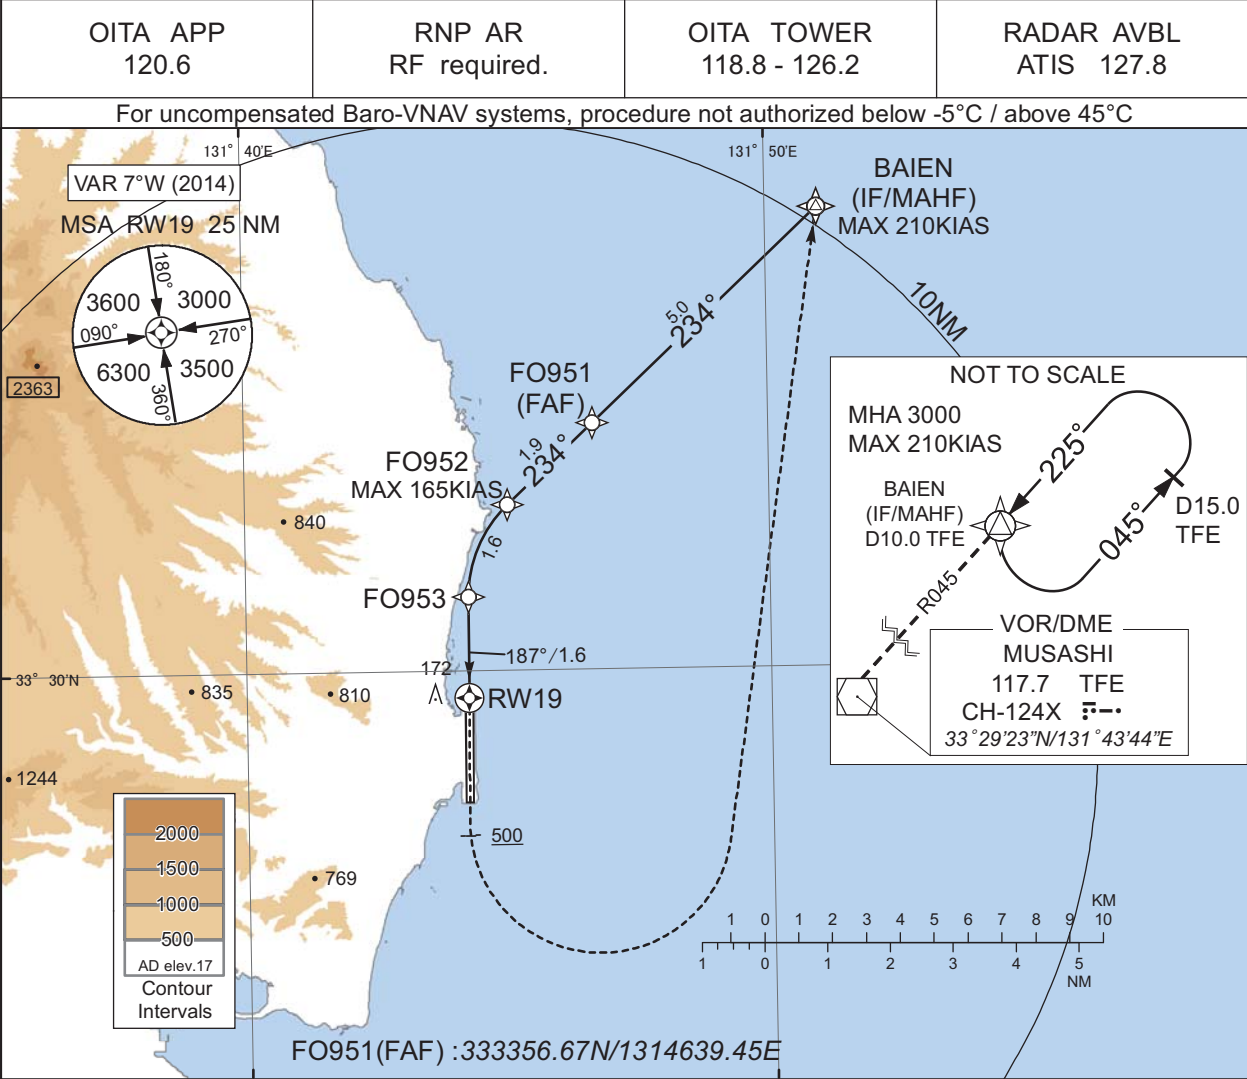 OITA APP
120.6
RNP AR
RF required.
OITA TOWER
118.8 - 126.2
RADAR AVBL
ATIS 127.8
For uncompensated Baro-VNAV systems, procedure not authorized below -5°C / above 45°C
131° 40'E
131° 50'E
VAR 7°W (2014)
MSA RW19 25 NM
180°
3600
3000
090°
270°
6300
3500
360°
2363
BAIEN
(IF/MAHF)
MAX 210KIAS
10NM
5.0
234°
FO951
(FAF)
1.9
234°
FO952
MAX 165KIAS
1.6
FO953
187°/1.6
172
RW19
840
835
810
33° 30'N
1244
769
500
NOT TO SCALE
MHA 3000
MAX 210KIAS
225°
BAIEN
(IF/MAHF)
D10.0 TFE
045°
D15.0
TFE
R045
VOR/DME
MUSASHI
117.7 TFE
CH-124X
33°29'23"N/131°43'44"E
2000
1500
1000
500
AD elev.17
Contour
Intervals
KM
1 0 1 2 3 4 5 6 7 8 9 10
1 0 1 2 3 4 5
NM
FO951(FAF) :333356.67N/1314639.45E